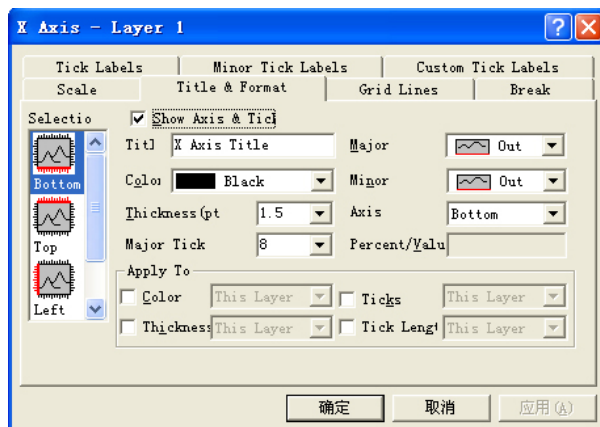 X Axis - Layer 1
Tick Labels Minor Tick Labels Custom Tick Labels
Scale Title & Format Grid Lines Break
Selectio Show Axis & Tick
Titl X Axis Title Major Out
Color Black Minor Out
Bottom
Thickness(pt 1.5 Axis Bottom
Top
Major Tick 8 Percent/Valu
Left
Apply To
Color This Layer Ticks This Layer
Thickness This Layer Tick Lengt This Layer
确定 取消 应用(A)